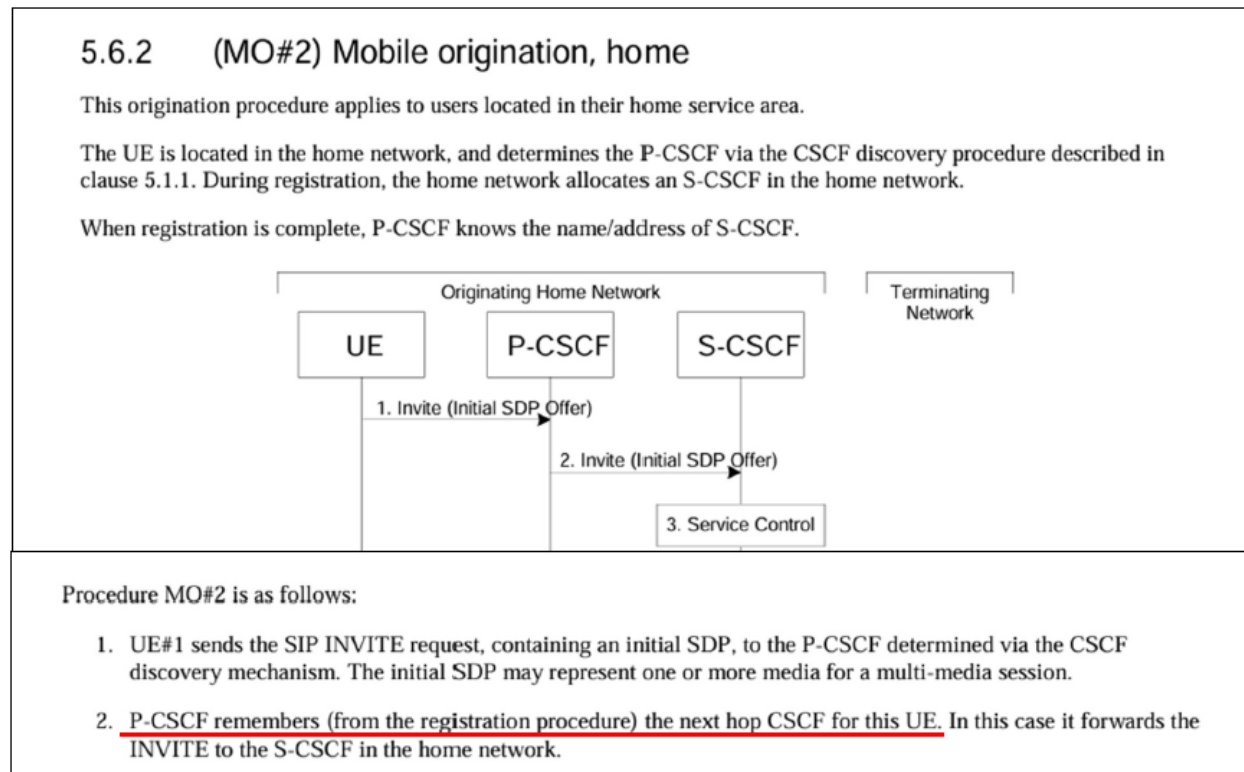 5.6.2 (MO#2) Mobile origination, home
This origination procedure applies to users located in their home service area.
The UE is located in the home network, and determines the P-CSCF via the CSCF discovery procedure described in
clause 5.1.1. During registration, the home network allocates an S-CSCF in the home network.
When registration is complete, P-CSCF knows the name/address of S-CSCF.
Originating Home Network
Terminating
Network
UE
P-CSCF
S-CSCF
1. Invite (Initial SDP Offer)
2. Invite (Initial SDP Offer)
3. Service Control
Procedure MO#2 is as follows:
1. UE#1 sends the SIP INVITE request, containing an initial SDP, to the P-CSCF determined via the CSCF
discovery mechanism. The initial SDP may represent one or more media for a multi-media session.
2. P-CSCF remembers (from the registration procedure) the next hop CSCF for this UE. In this case it forwards the
INVITE to the S-CSCF in the home network.